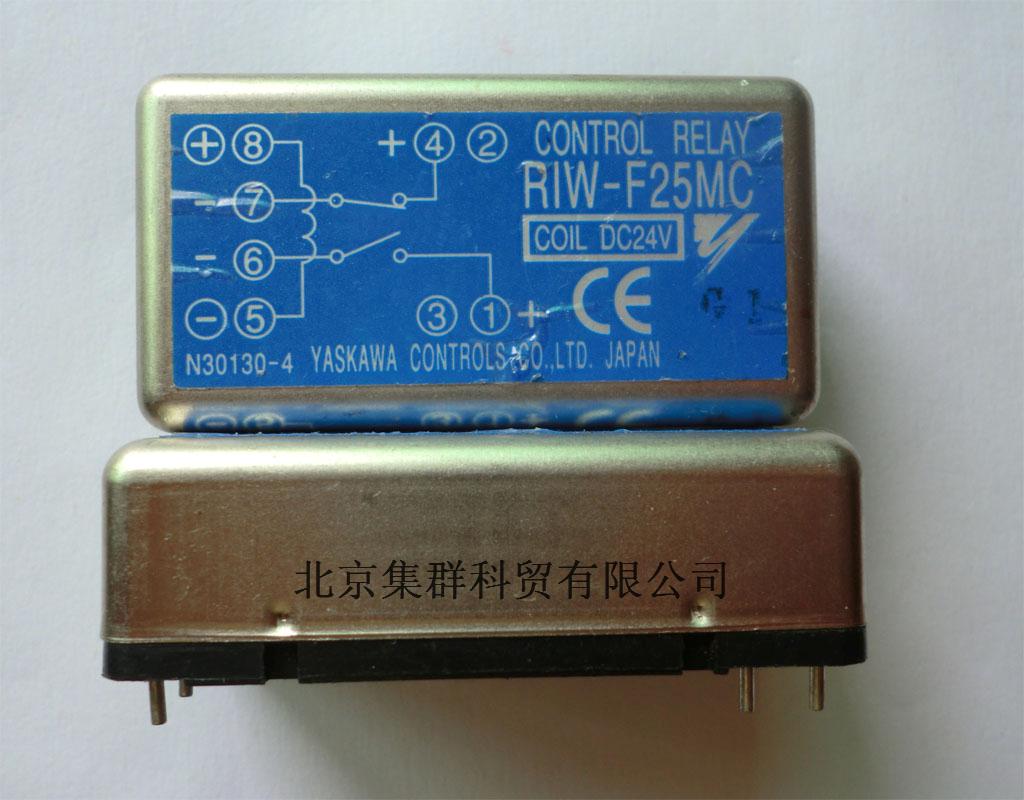 ⊕ ⑧ + ④ ② CONTROL RELAY
- ⑦ RIW-F25MC
COIL DC24V
- ⑥
CE
⊖ ⑤ ③ ① +
N30130-4 YASKAWA CONTROLS CO.,LTD. JAPAN
北京集群科贸有限公司